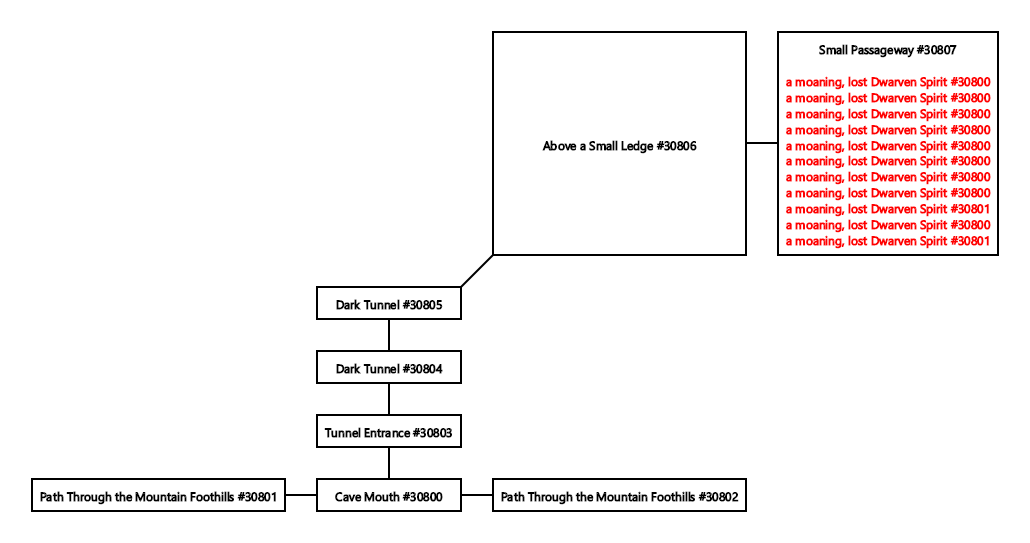 Small Passageway #30807
a moaning, lost Dwarven Spirit #30800
a moaning, lost Dwarven Spirit #30800
a moaning, lost Dwarven Spirit #30800
a moaning, lost Dwarven Spirit #30800
a moaning, lost Dwarven Spirit #30800
a moaning, lost Dwarven Spirit #30800
a moaning, lost Dwarven Spirit #30800
a moaning, lost Dwarven Spirit #30800
a moaning, lost Dwarven Spirit #30801
a moaning, lost Dwarven Spirit #30800
a moaning, lost Dwarven Spirit #30801
Above a Small Ledge #30806
Dark Tunnel #30805
Dark Tunnel #30804
Tunnel Entrance #30803
Path Through the Mountain Foothills #30801
Cave Mouth #30800
Path Through the Mountain Foothills #30802